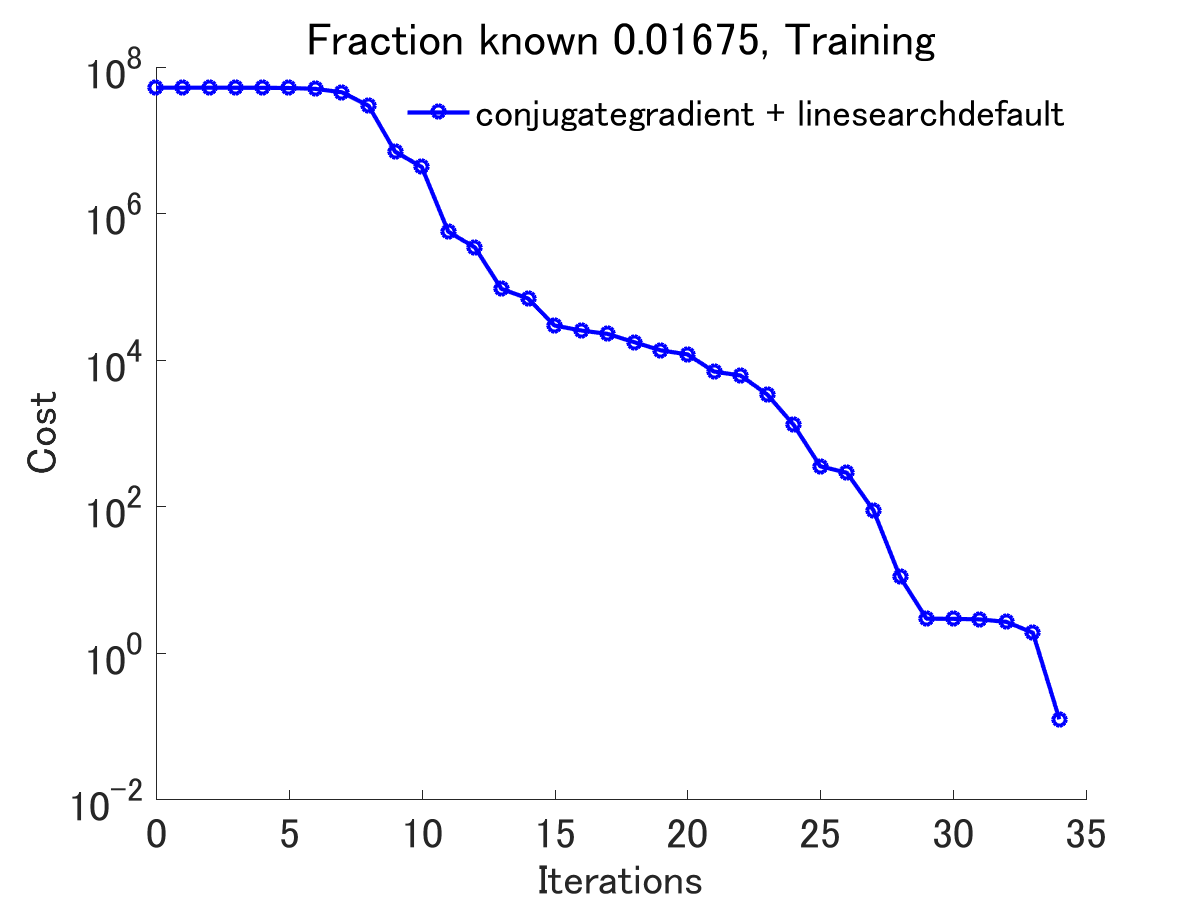 Fraction known 0.01675, Training
conjugategradient + linesearchdefault
10^8
10^6
10^4
10^2
10^0
10^-2
Cost
0 5 10 15 20 25 30 35
Iterations